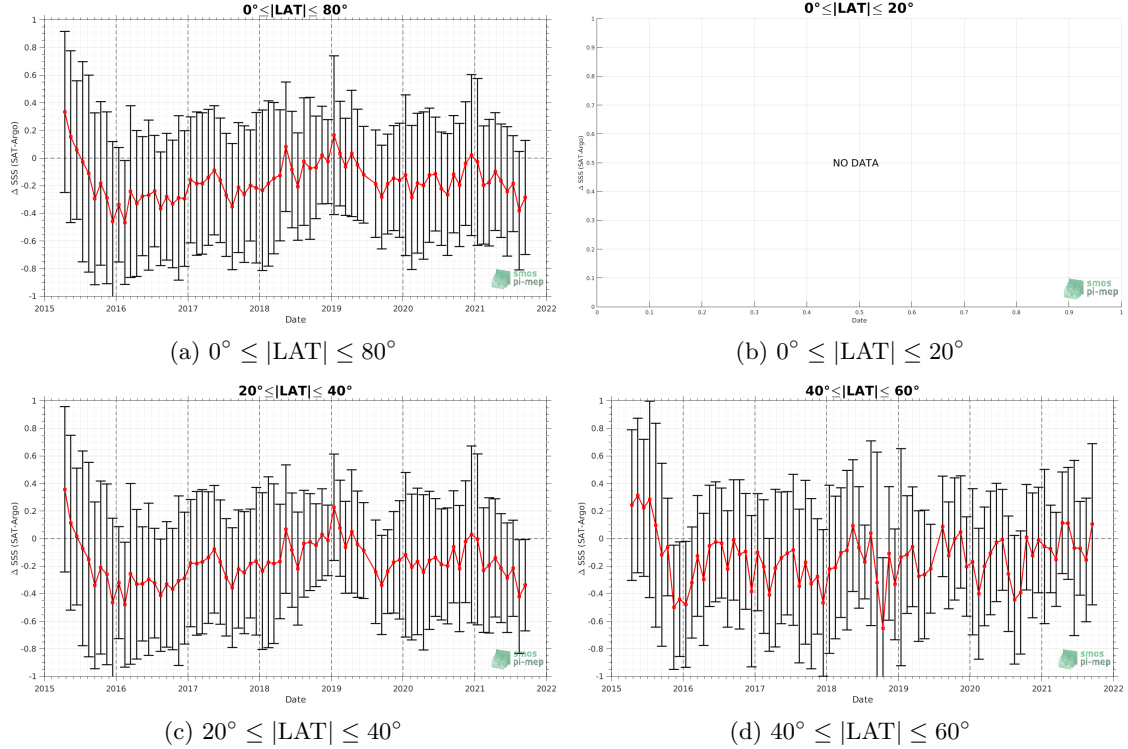 0°≤|LAT|≤ 80°
1
0.8
0.6
0.4
0.2
0
-0.2
-0.4
-0.6
-0.8
-1
Δ SSS (SAT-Argo)
2015 2016 2017 2018 2019 2020 2021 2022
Date
smos
pi-mep
(a) 0° ≤ |LAT| ≤ 80°
0°≤|LAT|≤ 20°
1
0.9
0.8
0.7
0.6
0.5
0.4
0.3
0.2
0.1
0
Δ SSS (SAT-Argo)
NO DATA
0 0.1 0.2 0.3 0.4 0.5 0.6 0.7 0.8 0.9 1
Date
smos
pi-mep
(b) 0° ≤ |LAT| ≤ 20°
20°≤|LAT|≤ 40°
1
0.8
0.6
0.4
0.2
0
-0.2
-0.4
-0.6
-0.8
-1
Δ SSS (SAT-Argo)
2015 2016 2017 2018 2019 2020 2021 2022
Date
smos
pi-mep
(c) 20° ≤ |LAT| ≤ 40°
40°≤|LAT|≤ 60°
1
0.8
0.6
0.4
0.2
0
-0.2
-0.4
-0.6
-0.8
-1
Δ SSS (SAT-Argo)
2015 2016 2017 2018 2019 2020 2021 2022
Date
smos
pi-mep
(d) 40° ≤ |LAT| ≤ 60°